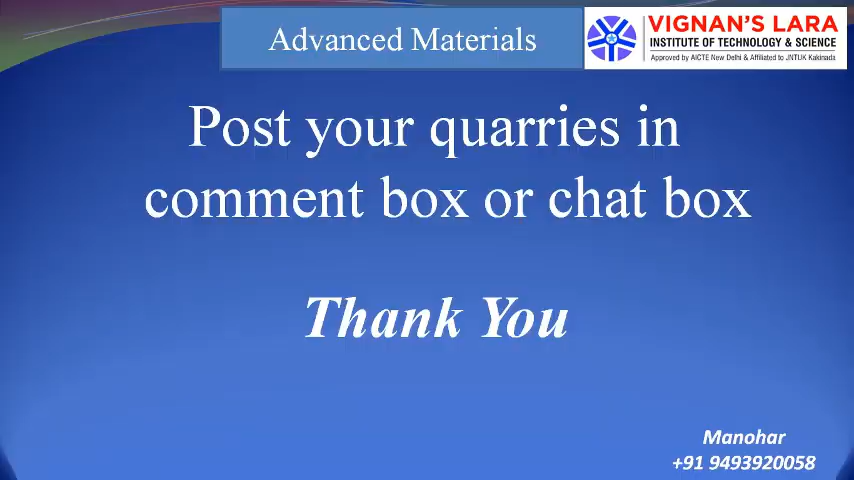 Advanced Materials
VIGNAN'S LARA
INSTITUTE OF TECHNOLOGY & SCIENCE
Approved by AICTE New Delhi & Affiliated to JNTUK Kakinada
Post your quarries in
comment box or chat box
Thank You
Manohar
+91 9493920058